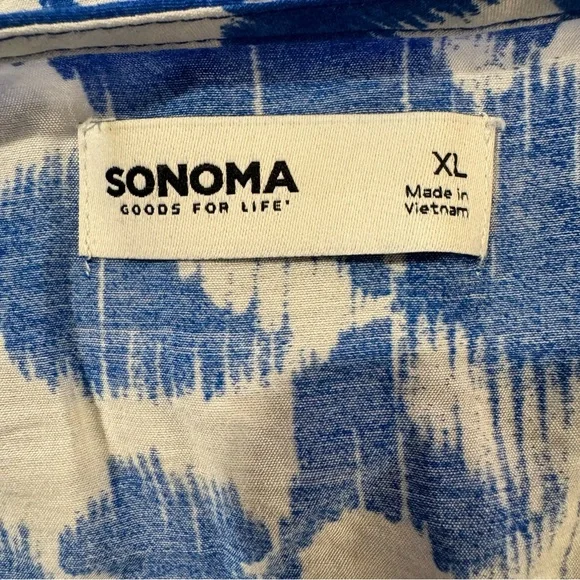 SONOMA
GOODS FOR LIFE
XL
Made in
Vietnam